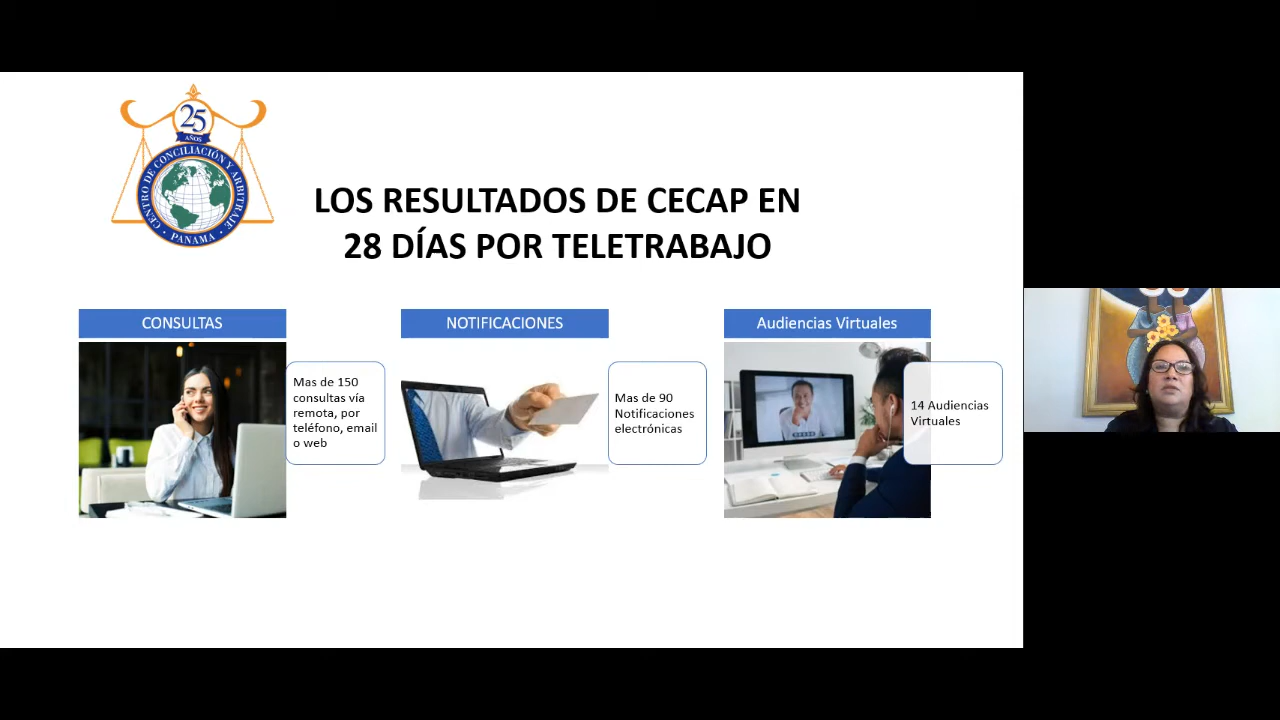 25
AÑOS
CENTRO DE CONCILIACIÓN Y ARBITRAJE
PANAMA
LOS RESULTADOS DE CECAP EN
28 DÍAS POR TELETRABAJO
CONSULTAS
Mas de 150
consultas vía
remota, por
teléfono, email
o web
NOTIFICACIONES
Mas de 90
Notificaciones
electrónicas
Audiencias Virtuales
14 Audiencias
Virtuales